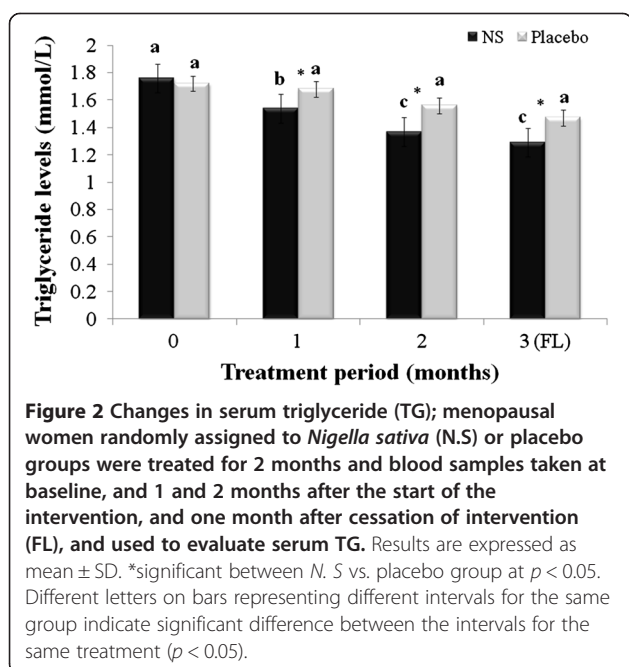 NS Placebo
Triglyceride levels (mmol/L)
2
1.8
1.6
1.4
1.2
1
0.8
0.6
0.4
0.2
0
a a
b * a
c * a
c * a
0 1 2 3 (FL)
Treatment period (months)
Figure 2 Changes in serum triglyceride (TG); menopausal
women randomly assigned to Nigella sativa (N.S) or placebo
groups were treated for 2 months and blood samples taken at
baseline, and 1 and 2 months after the start of the
intervention, and one month after cessation of intervention
(FL), and used to evaluate serum TG. Results are expressed as
mean ± SD. *significant between N. S vs. placebo group at p < 0.05.
Different letters on bars representing different intervals for the same
group indicate significant difference between the intervals for the
same treatment (p < 0.05).